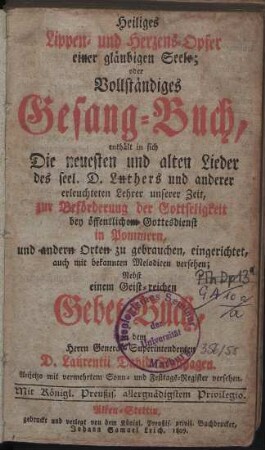 Heiliges
Lippen- und Herzens-Opfer
einer gläubigen Seele;
oder
Vollständiges
Gesang-Buch,
enthält in sich
Die neuesten und alten Lieder
des seel. D. Luthers und anderer
erleuchteten Lehrer unserer Zeit,
zur Beförderung der Gottseligkeit
bey öffentlichem Gottesdienst
in Pommern,
und andern Orten zu gebrauchen, eingerichtet,
auch mit bekannten Melodieen versehen;
Nebst
einem Geist-reichen
Gebet-Buch,
dem
Herrn General-Superintendenten
D. Laurentii
Anjetzo mit vermehrtem Sonn- und Festtags-Register versehen.
Mit Königl. Preußis. allergnädigstem Privilegio.
Alten-Stettin,
gedruckt und verlegt von dem Königl. Preußis. privil. Buchdrucker,
Johann Samuel Leich. 1809.